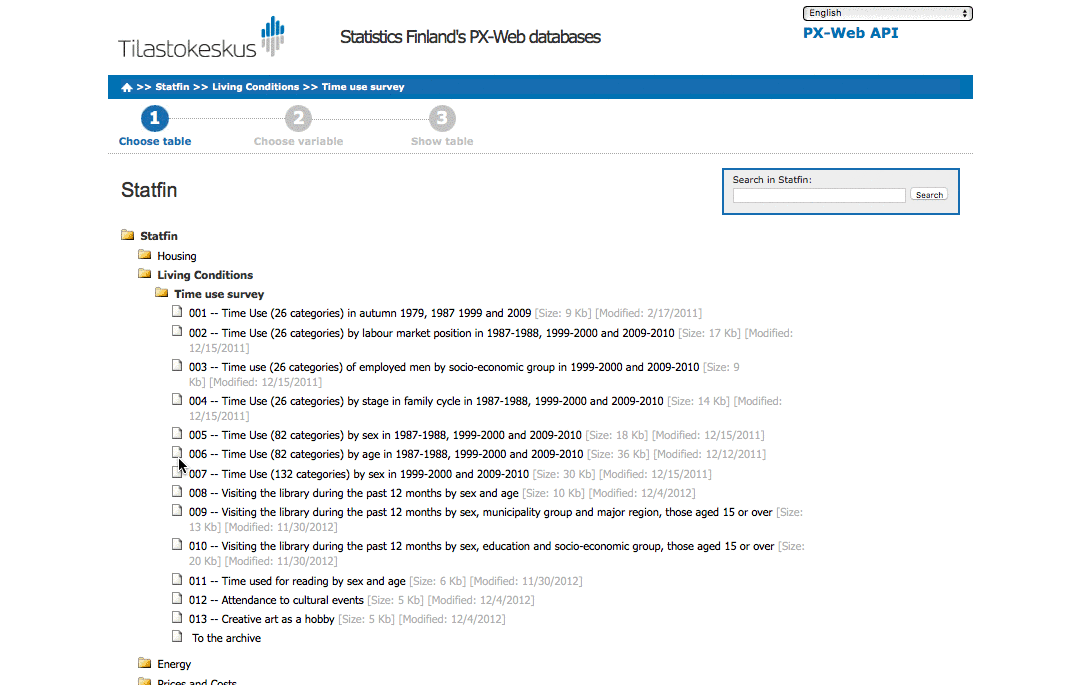 English
Tilastokeskus
Statistics Finland's PX-Web databases
PX-Web API
>> Statfin >> Living Conditions >> Time use survey
1 2 3
Choose table Choose variable Show table
Statfin
Search in Statfin:
Search
Statfin
Housing
Living Conditions
Time use survey
001 -- Time Use (26 categories) in autumn 1979, 1987 1999 and 2009 [Size: 9 Kb] [Modified: 2/17/2011]
002 -- Time Use (26 categories) by labour market position in 1987-1988, 1999-2000 and 2009-2010 [Size: 17 Kb] [Modified:
12/15/2011]
003 -- Time use (26 categories) of employed men by socio-economic group in 1999-2000 and 2009-2010 [Size: 9
Kb] [Modified: 12/15/2011]
004 -- Time Use (26 categories) by stage in family cycle in 1987-1988, 1999-2000 and 2009-2010 [Size: 14 Kb] [Modified:
12/15/2011]
005 -- Time Use (82 categories) by sex in 1987-1988, 1999-2000 and 2009-2010 [Size: 18 Kb] [Modified: 12/15/2011]
006 -- Time Use (82 categories) by age in 1987-1988, 1999-2000 and 2009-2010 [Size: 36 Kb] [Modified: 12/12/2011]
007 -- Time Use (132 categories) by sex in 1999-2000 and 2009-2010 [Size: 30 Kb] [Modified: 12/15/2011]
008 -- Visiting the library during the past 12 months by sex and age [Size: 10 Kb] [Modified: 12/4/2012]
009 -- Visiting the library during the past 12 months by sex, municipality group and major region, those aged 15 or over [Size:
13 Kb] [Modified: 11/30/2012]
010 -- Visiting the library during the past 12 months by sex, education and socio-economic group, those aged 15 or over [Size:
20 Kb] [Modified: 11/30/2012]
011 -- Time used for reading by sex and age [Size: 6 Kb] [Modified: 11/30/2012]
012 -- Attendance to cultural events [Size: 5 Kb] [Modified: 12/4/2012]
013 -- Creative art as a hobby [Size: 5 Kb] [Modified: 12/4/2012]
To the archive
Energy
Prices and Costs